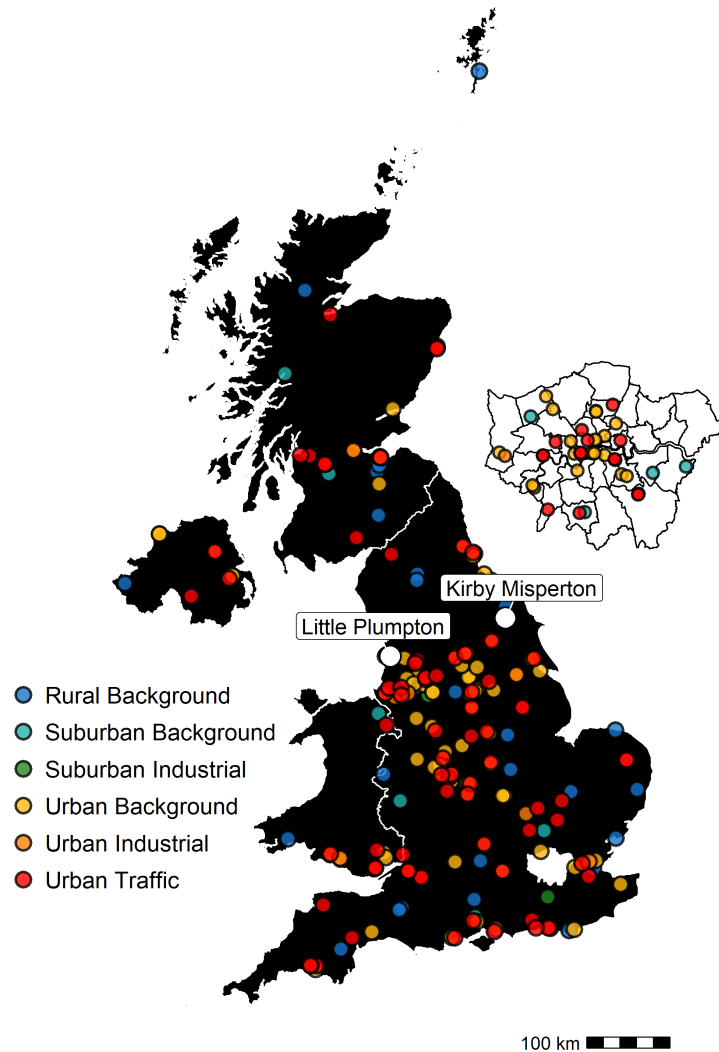 Kirby Misperton
Little Plumpton
Rural Background
Suburban Background
Suburban Industrial
Urban Background
Urban Industrial
Urban Traffic
100 km